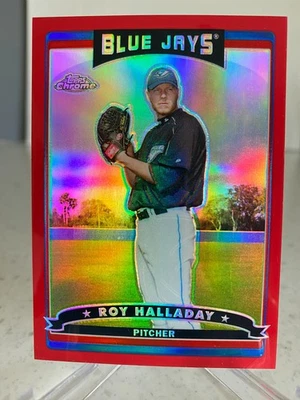 BLUE JAYS®
Topps
Chrome
ROY HALLADAY
PITCHER